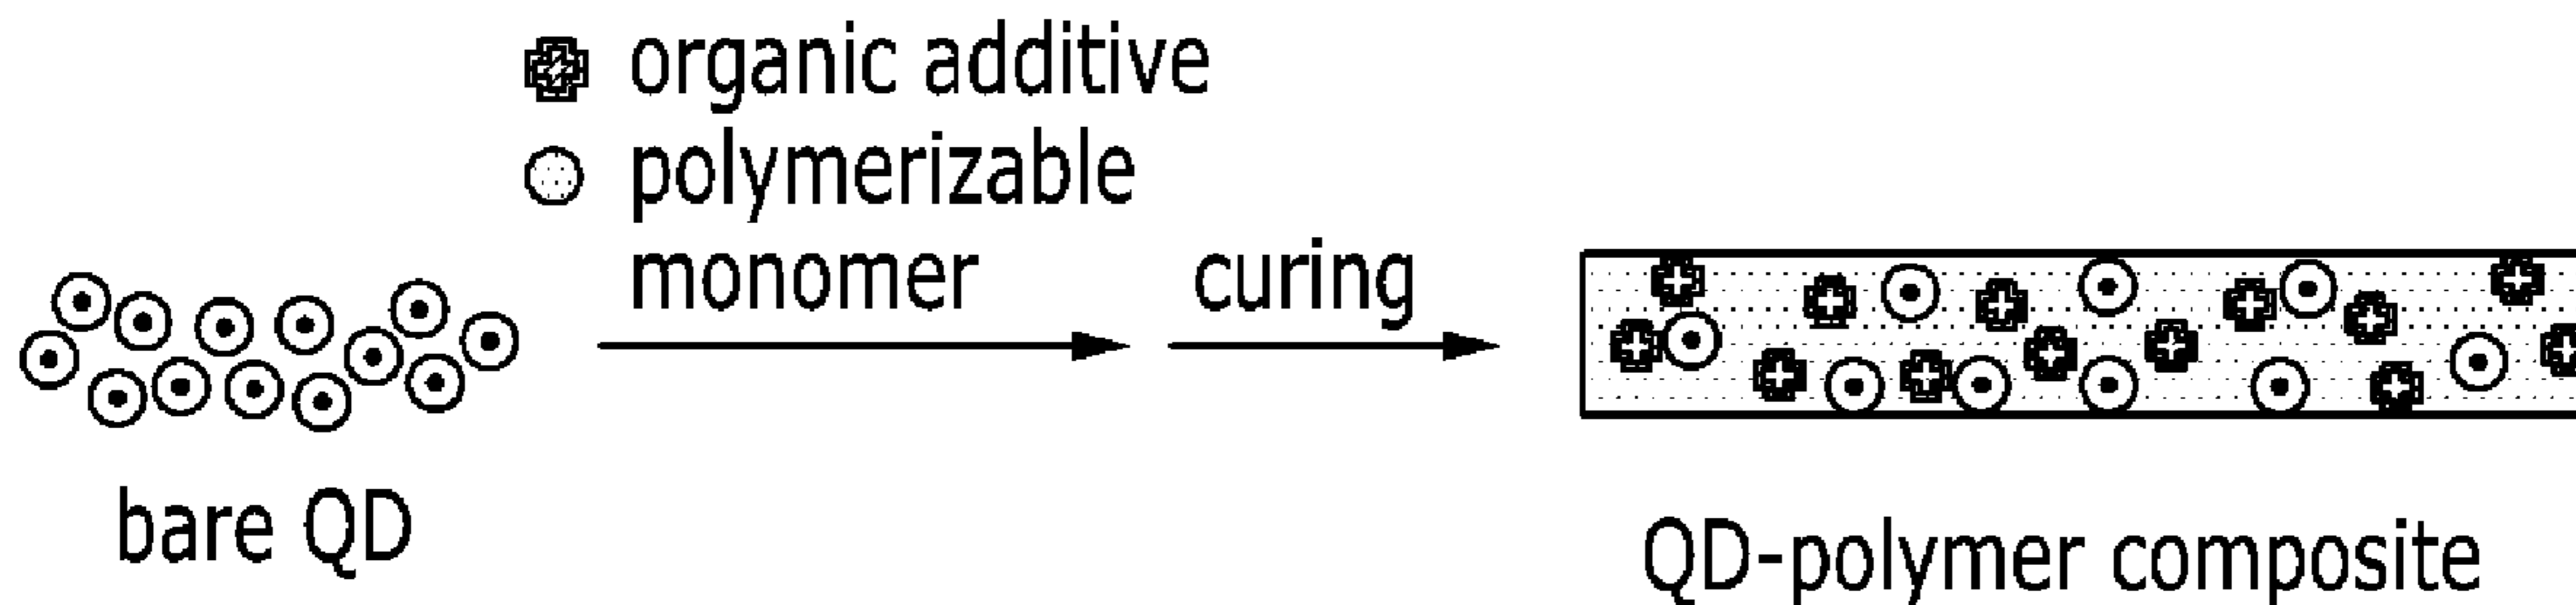 organic additive
polymerizable
monomer
curing
bare QD
QD-polymer composite